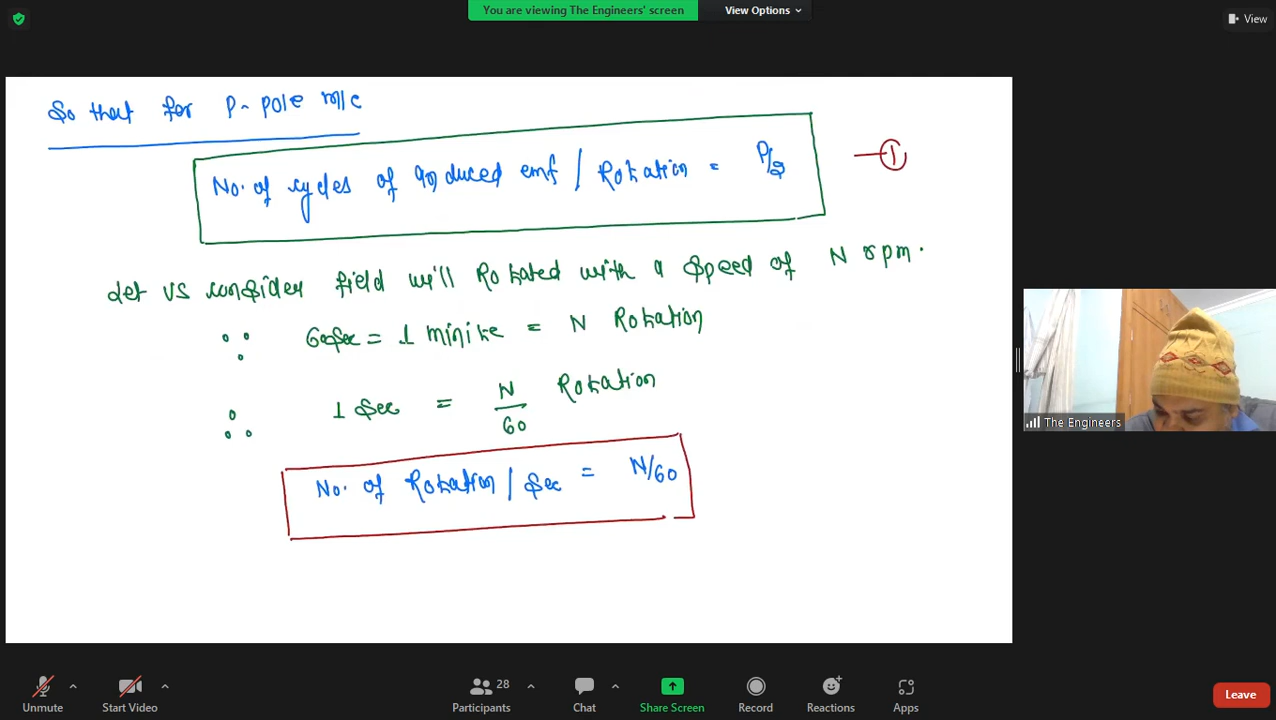 You are viewing The Engineers' screen
View Options
View
So that for P- pole m/c
No. of cycles of induced emf / Rotation = P/2
1
Let us consider field will Rotated with a speed of N rpm.
∵ 60 sec = 1 minite = N Rotation
∴ 1 sec = N/60 Rotation
No. of Rotation / sec = N/60
The Engineers
Unmute
Start Video
28
Participants
Chat
Share Screen
Record
Reactions
Apps
Leave